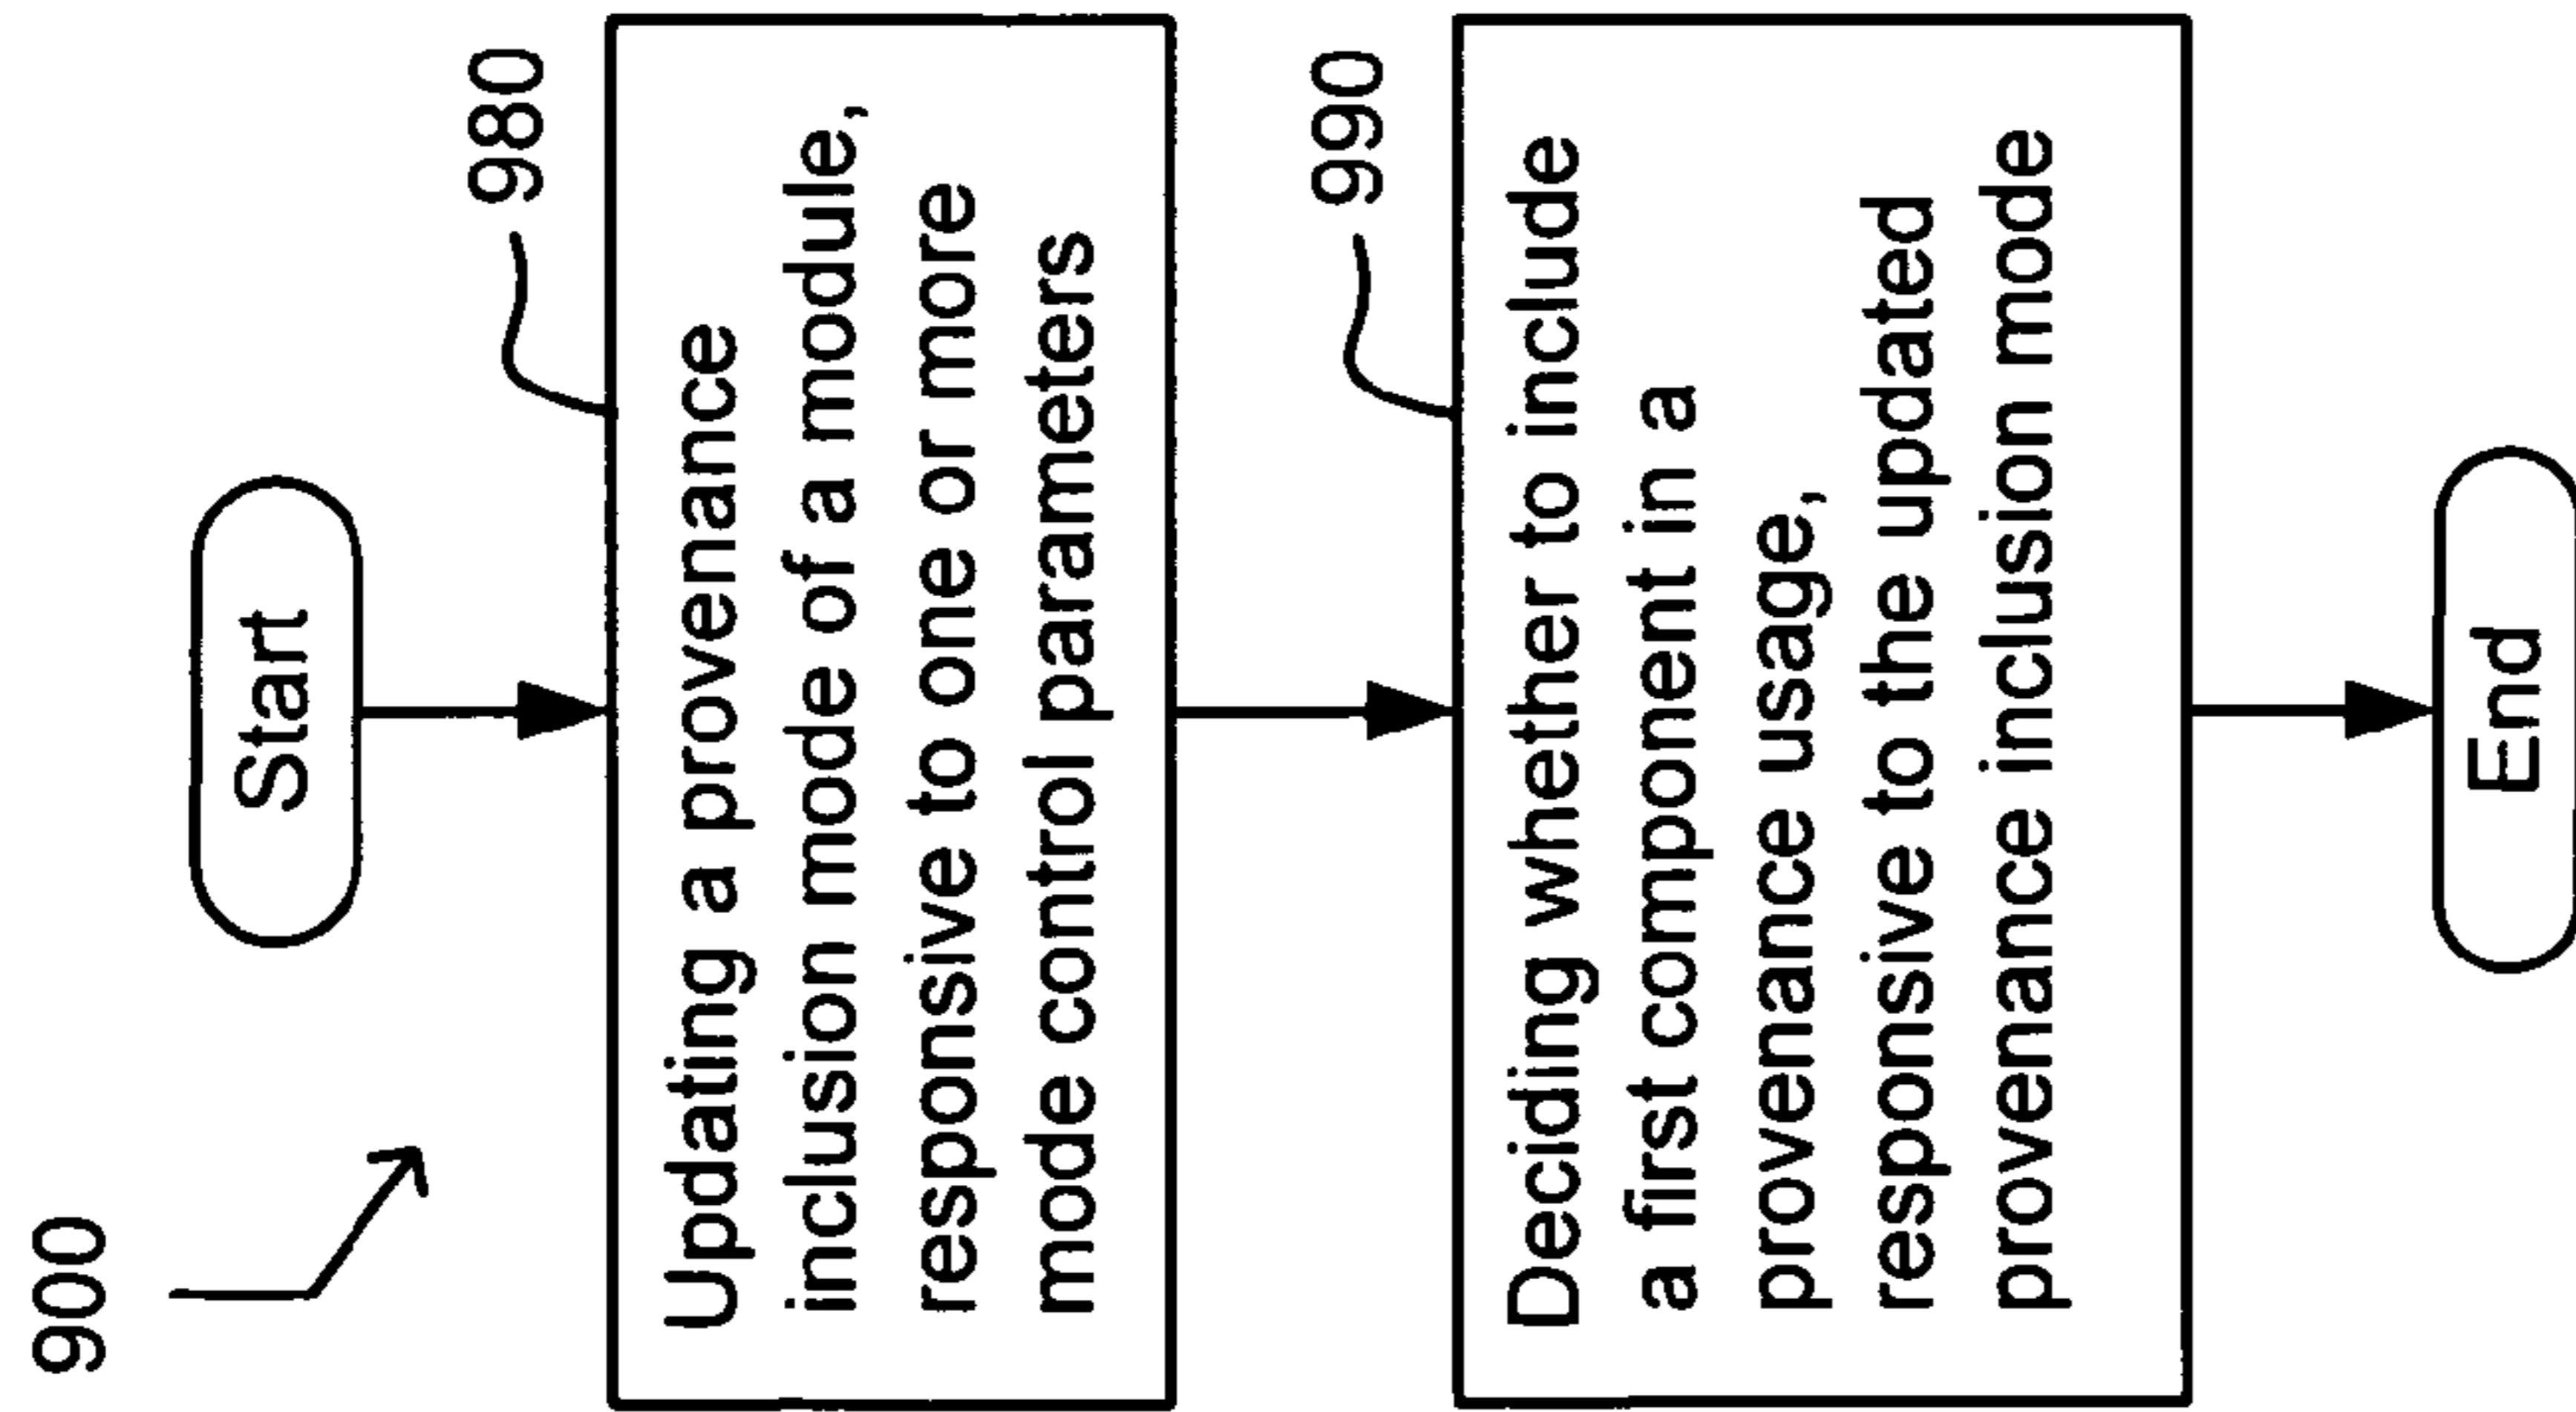 900
Start
980
Updating a provenance
inclusion mode of a module,
responsive to one or more
mode control parameters
990
Deciding whether to include
a first component in a
provenance usage,
responsive to the updated
provenance inclusion mode
End